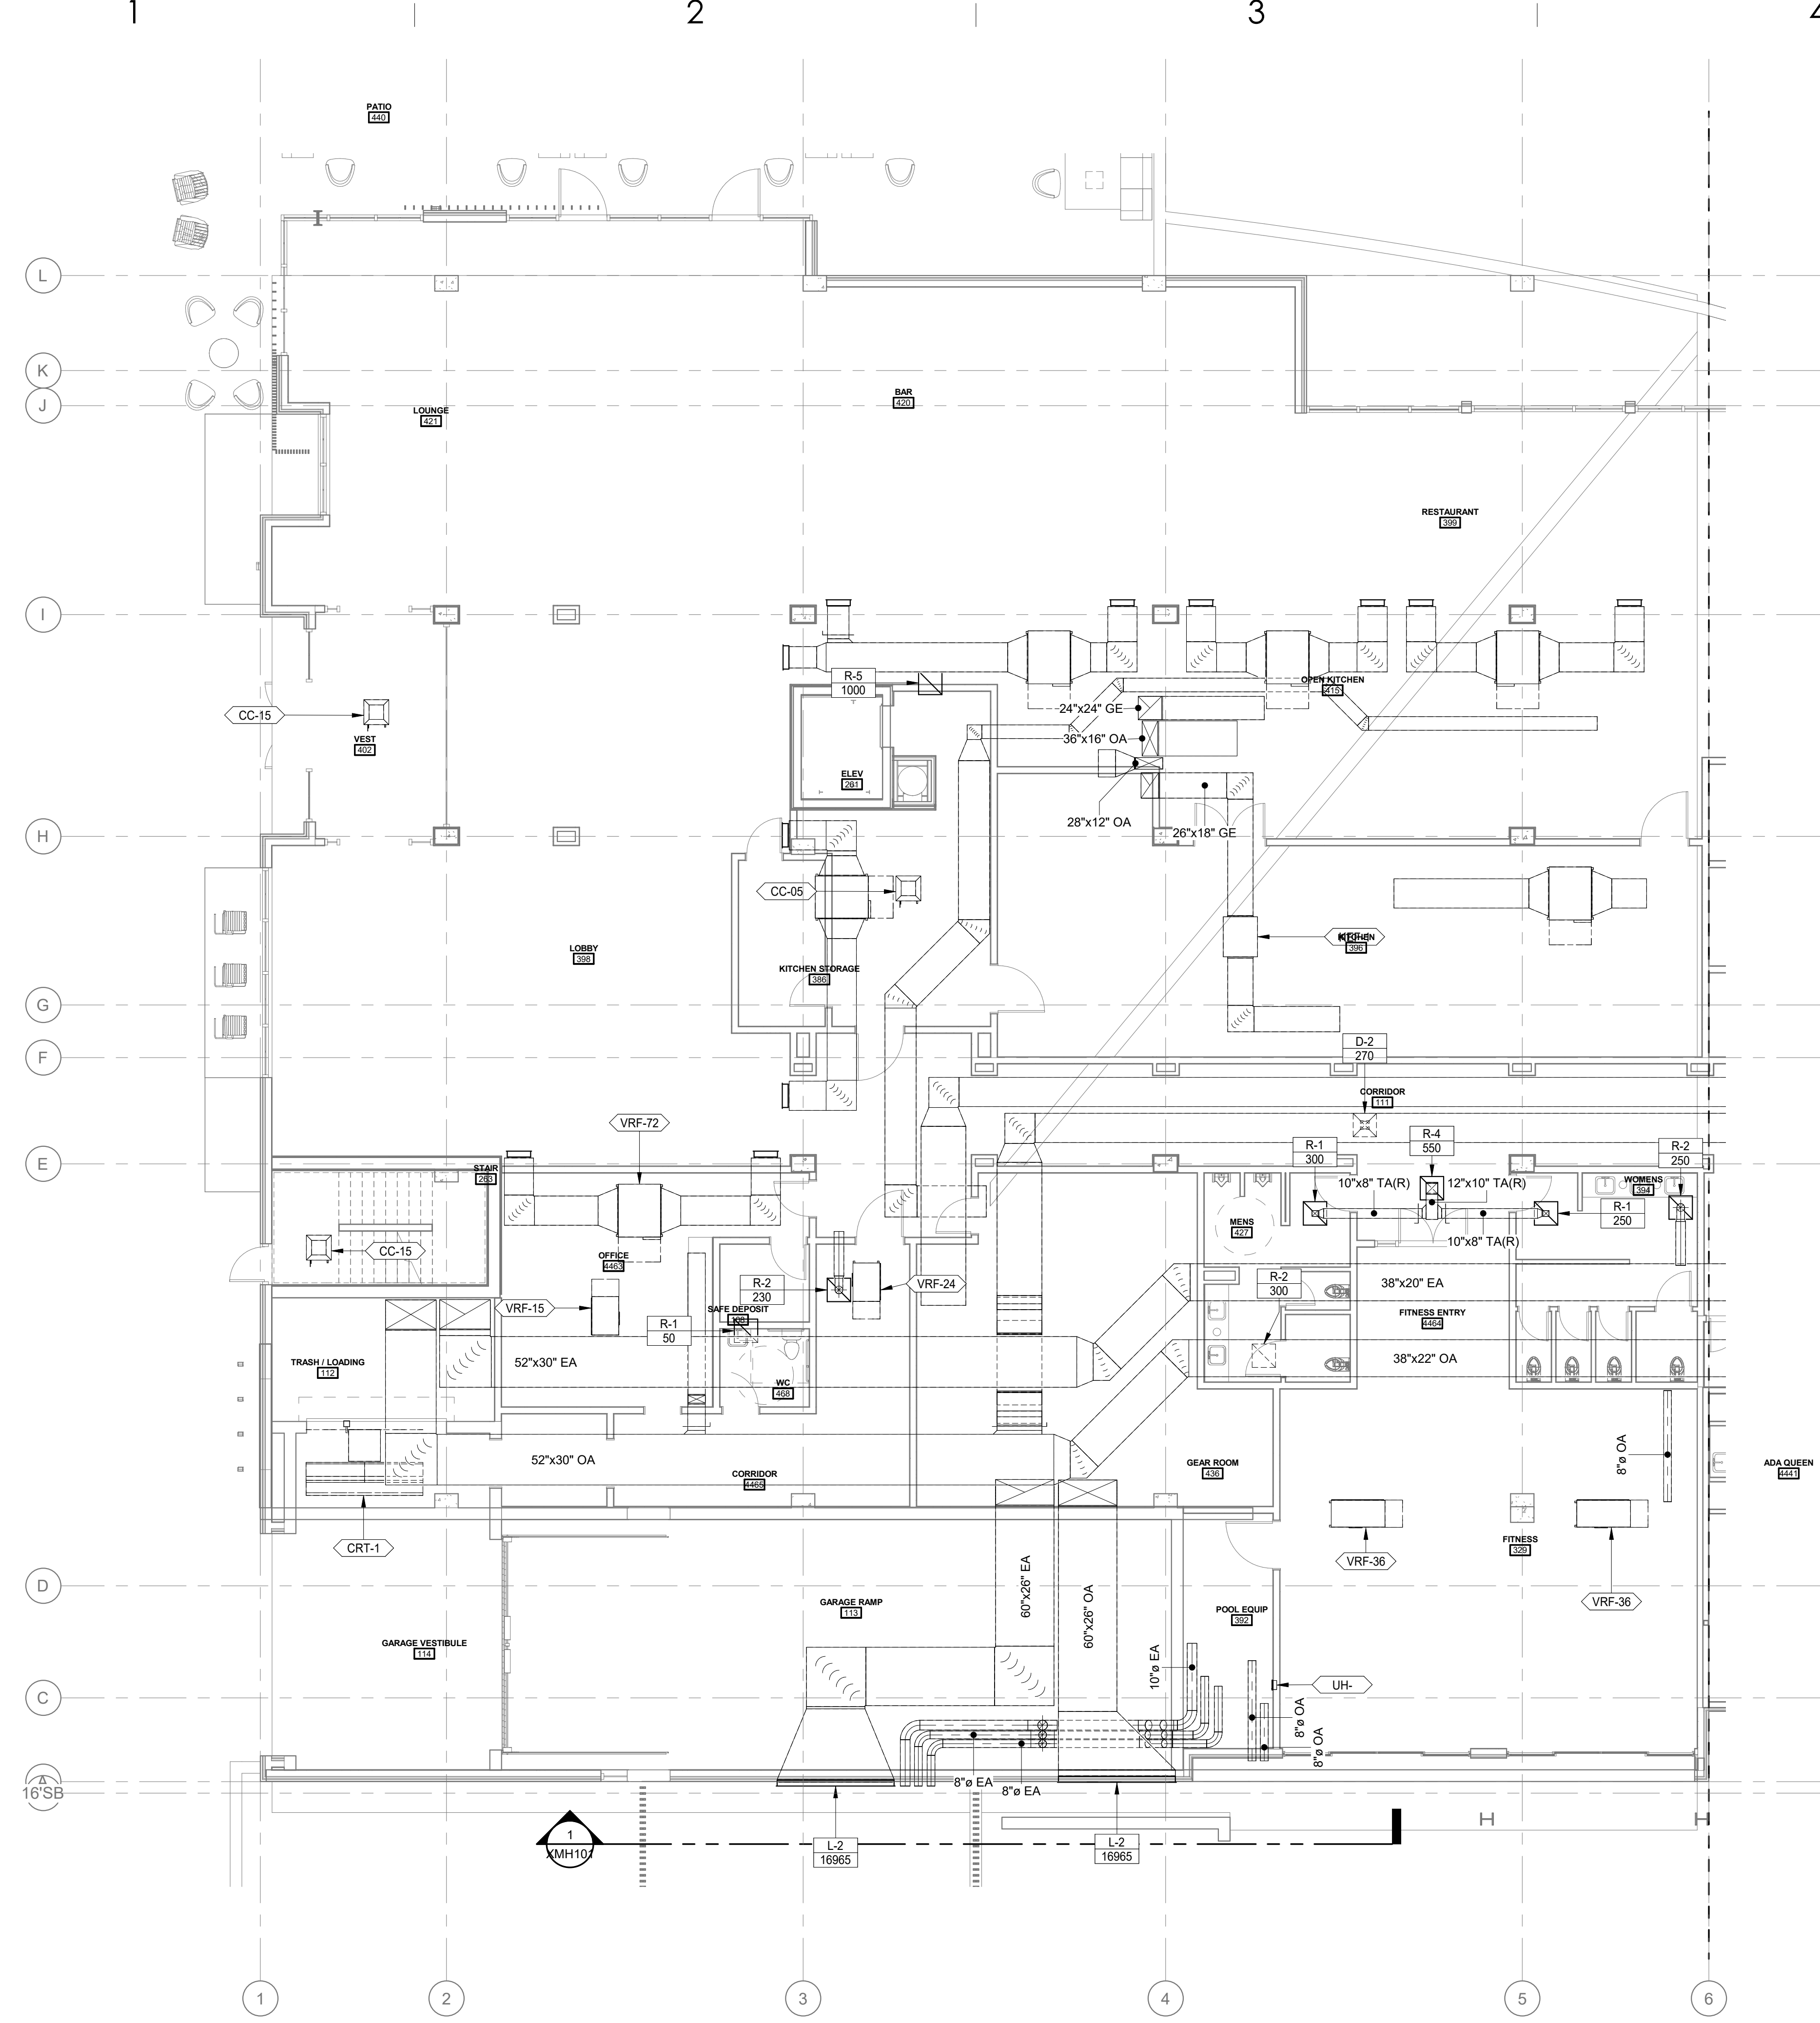 1
2
3
4
PATIO
440
L
K
J
BAR
420
LOUNGE
421
RESTAURANT
399
I
R-5
1000
OPEN KITCHEN
415
24"x24" GE
CC-15
36"x16" OA
VEST
402
ELEV
261
28"x12" OA
26"x18" GE
H
CC-05
LOBBY
398
KITCHEN
396
KITCHEN STORAGE
386
G
D-2
270
F
CORRIDOR
111
VRF-72
R-4
550
R-1
300
R-2
250
E
STAIR
263
10"x8" TA(R)
12"x10" TA(R)
WOMENS
394
R-1
250
MENS
427
10"x8" TA(R)
CC-15
OFFICE
4463
R-2
230
VRF-24
R-2
300
38"x20" EA
VRF-15
SAFE DEPOSIT
R-1
50
FITNESS ENTRY
4464
TRASH / LOADING
112
52"x30" EA
38"x22" OA
WC
468
8"ø OA
52"x30" OA
CORRIDOR
4465
GEAR ROOM
436
ADA QUEEN
4441
CRT-1
FITNESS
329
VRF-36
VRF-36
D
60"x26" EA
60"x26" OA
GARAGE RAMP
113
POOL EQUIP
392
GARAGE VESTIBULE
114
10"ø EA
UH-
C
8"ø OA
8"ø OA
8"ø EA
8"ø EA
A
16'SB
1
XMH101
L-2
16965
L-2
16965
1
2
3
4
5
6